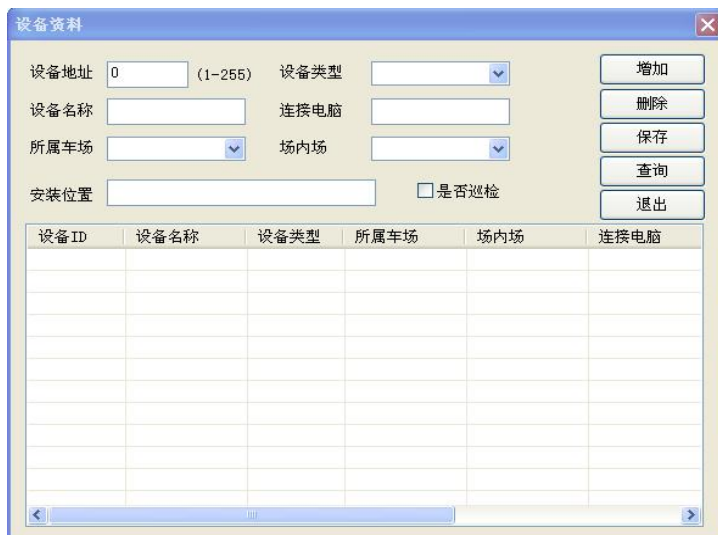 设备资料
设备地址 0 (1-255) 设备类型 增加
设备名称 连接电脑 删除
所属车场 场内场 保存
查询
安装位置 是否巡检 退出
设备ID 设备名称 设备类型 所属车场 场内场 连接电脑